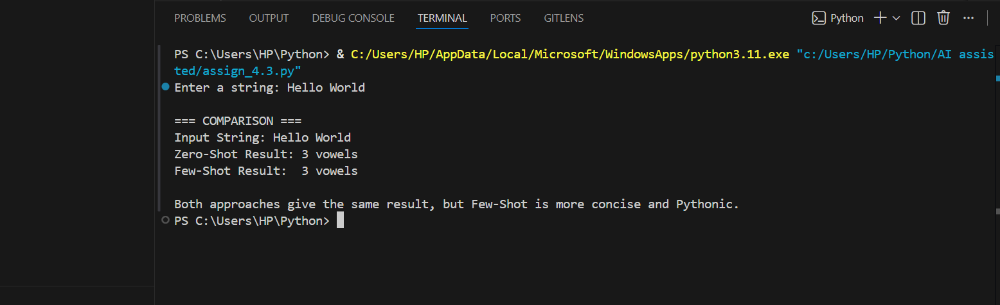 PROBLEMS OUTPUT DEBUG CONSOLE TERMINAL PORTS GITLENS Python
PS C:\Users\HP\Python> & C:/Users/HP/AppData/Local/Microsoft/WindowsApps/python3.11.exe "c:/Users/HP/Python/AI assis
ted/assign_4.3.py"
Enter a string: Hello World
=== COMPARISON ===
Input String: Hello World
Zero-Shot Result: 3 vowels
Few-Shot Result:  3 vowels
Both approaches give the same result, but Few-Shot is more concise and Pythonic.
PS C:\Users\HP\Python>